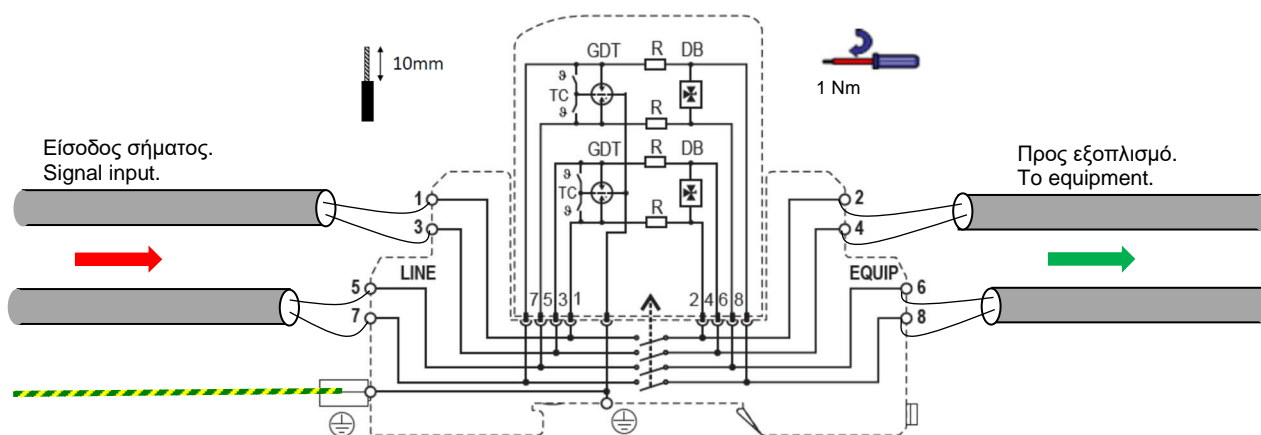 GDT R DB
10mm
ϑ
TC
ϑ
1 Nm
R
GDT R DB
ϑ
TC
ϑ
R
Είσοδος σήματος.
Signal input.
Προς εξοπλισμό.
To equipment.
1
2
3
4
LINE
EQUIP
5
7 5 3 1
2 4 6 8
6
7
8